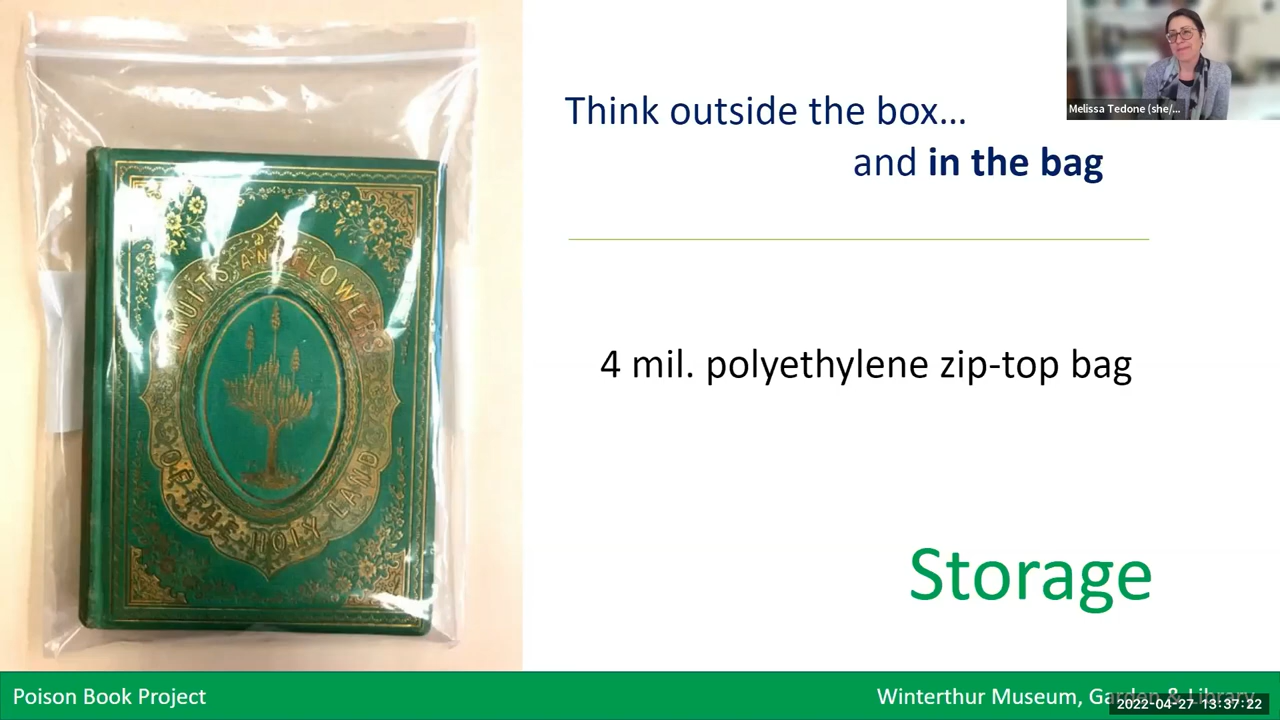 FRUITS AND FLOWERS
OF THE HOLY LAND
Think outside the box...
and in the bag
Melissa Tedone (she/...
4 mil. polyethylene zip-top bag
Storage
Poison Book Project
Winterthur Museum, Garden & Library
2022-04-27 13:37:22